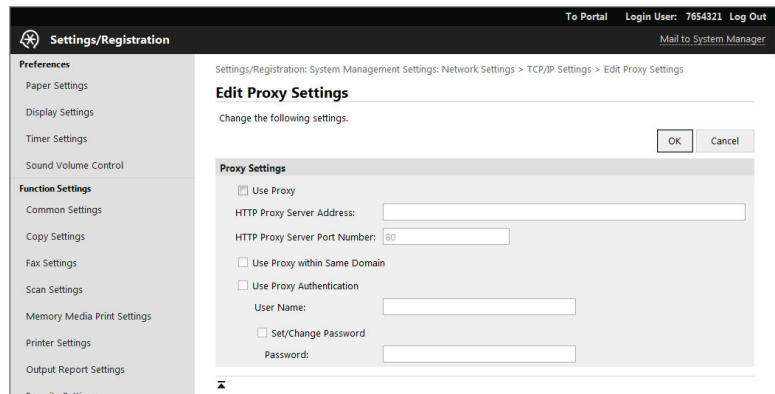 To Portal Login User: 7654321 Log Out
Settings/Registration Mail to System Manager
Preferences
Paper Settings
Display Settings
Timer Settings
Sound Volume Control
Function Settings
Common Settings
Copy Settings
Fax Settings
Scan Settings
Memory Media Print Settings
Printer Settings
Output Report Settings
Settings/Registration: System Management Settings: Network Settings > TCP/IP Settings > Edit Proxy Settings
Edit Proxy Settings
Change the following settings.
OK Cancel
Proxy Settings
Use Proxy
HTTP Proxy Server Address:
HTTP Proxy Server Port Number: 80
Use Proxy within Same Domain
Use Proxy Authentication
User Name:
Set/Change Password
Password: